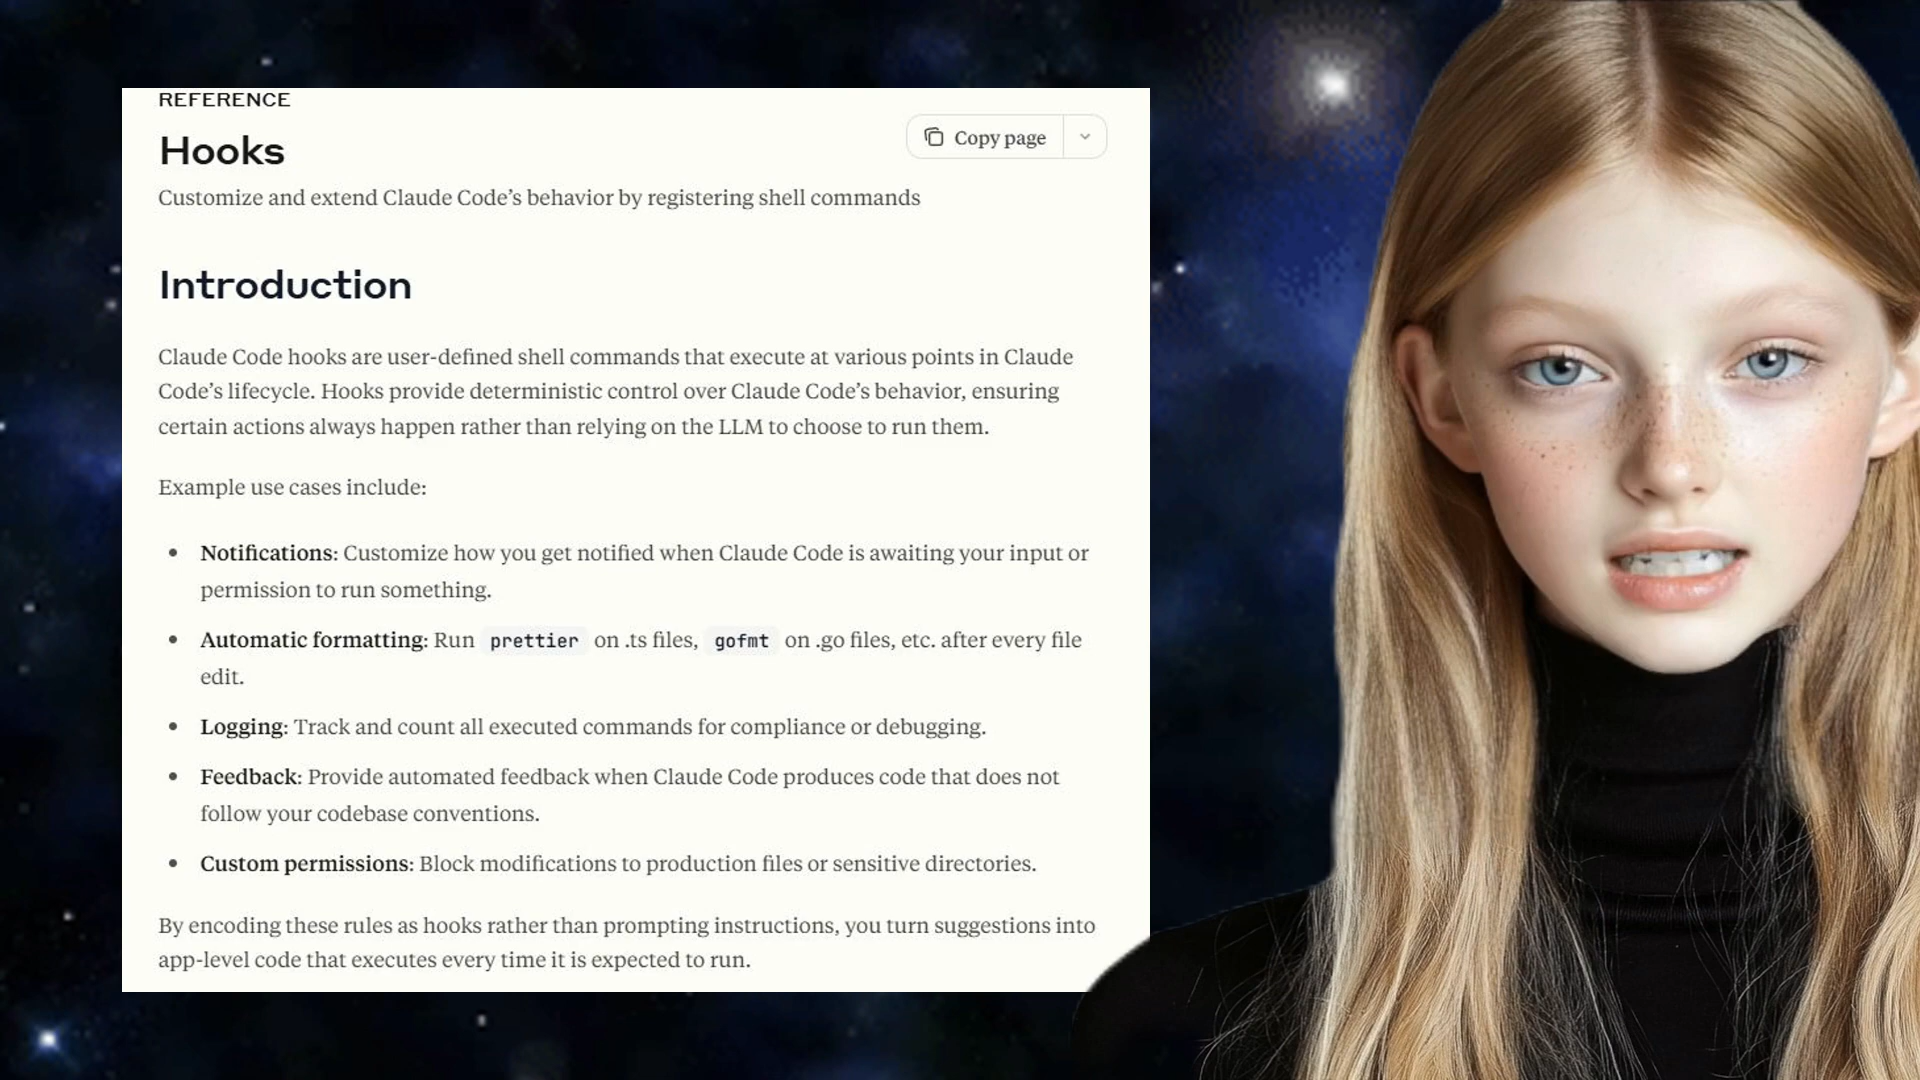 REFERENCE
Hooks
Copy page
Customize and extend Claude Code’s behavior by registering shell commands
Introduction
Claude Code hooks are user-defined shell commands that execute at various points in Claude
Code’s lifecycle. Hooks provide deterministic control over Claude Code’s behavior, ensuring
certain actions always happen rather than relying on the LLM to choose to run them.
Example use cases include:
• Notifications: Customize how you get notified when Claude Code is awaiting your input or
permission to run something.
• Automatic formatting: Run prettier on .ts files, gofmt on .go files, etc. after every file
edit.
• Logging: Track and count all executed commands for compliance or debugging.
• Feedback: Provide automated feedback when Claude Code produces code that does not
follow your codebase conventions.
• Custom permissions: Block modifications to production files or sensitive directories.
By encoding these rules as hooks rather than prompting instructions, you turn suggestions into
app-level code that executes every time it is expected to run.